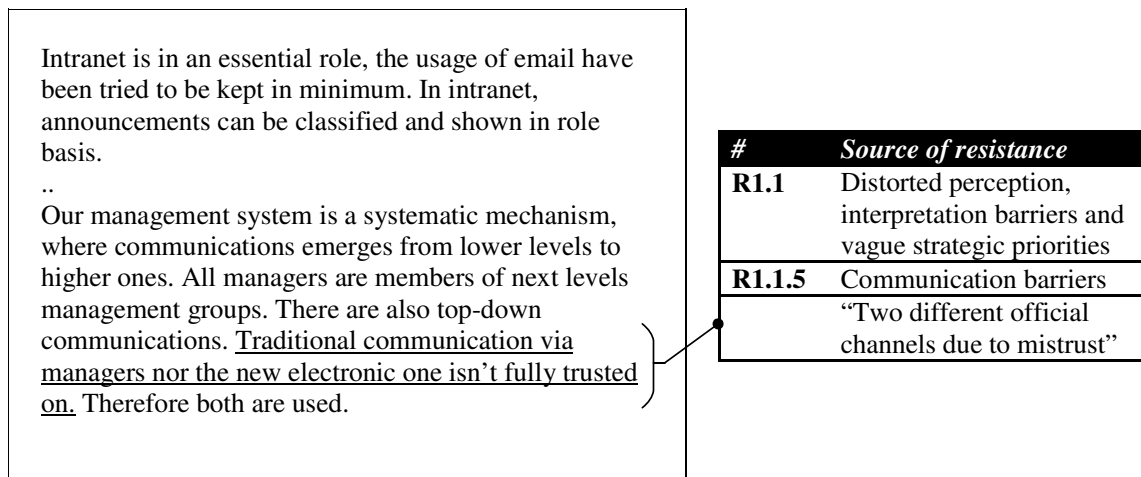 Intranet is in an essential role, the usage of email have
been tried to be kept in minimum. In intranet,
announcements can be classified and shown in role
basis.
..
Our management system is a systematic mechanism,
where communications emerges from lower levels to
higher ones. All managers are members of next levels
management groups. There are also top-down
communications. Traditional communication via
managers nor the new electronic one isn't fully trusted
on. Therefore both are used.
# Source of resistance
R1.1 Distorted perception,
interpretation barriers and
vague strategic priorities
R1.1.5 Communication barriers
“Two different official
channels due to mistrust”